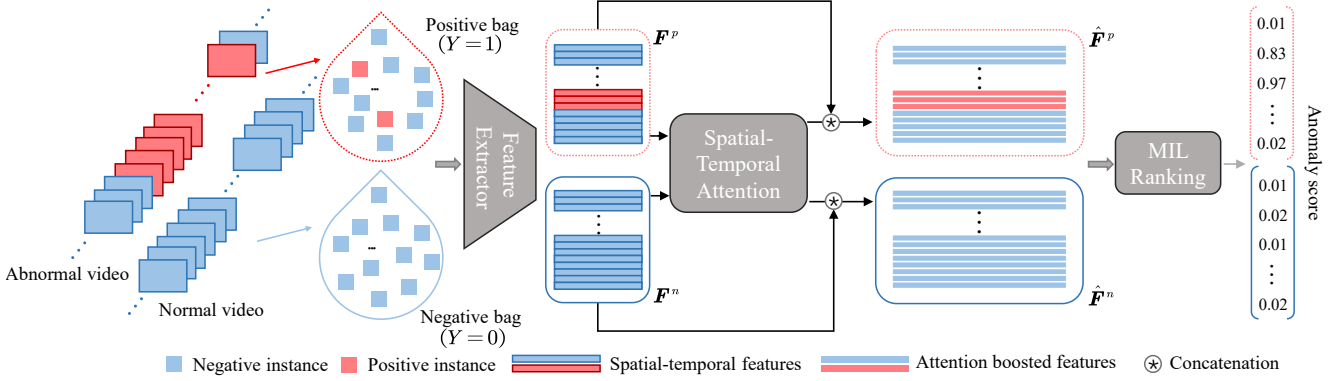 Abnormal video
Normal video
Positive bag
(Y=1)
Negative bag
(Y=0)
Feature
Extractor
F^p
F^n
Spatial-
Temporal
Attention
F̂^p
F̂^n
MIL
Ranking
0.01
0.83
0.97
0.02
0.01
0.02
0.01
0.02
Anomaly score
Negative instance
Positive instance
Spatial-temporal features
Attention boosted features
Concatenation